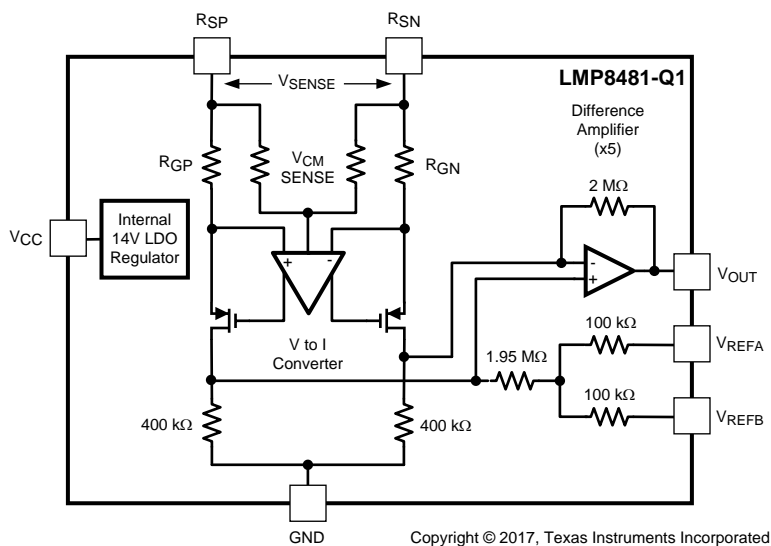 RSP
RSN
VSENSE
LMP8481-Q1
Difference
Amplifier
(x5)
RGP
VCM
SENSE
RGN
2 MΩ
VCC
Internal
14V LDO
Regulator
+
-
-
+
VOUT
V to I
Converter
1.95 MΩ
100 kΩ
VREFA
100 kΩ
VREFB
400 kΩ
400 kΩ
GND
Copyright © 2017, Texas Instruments Incorporated